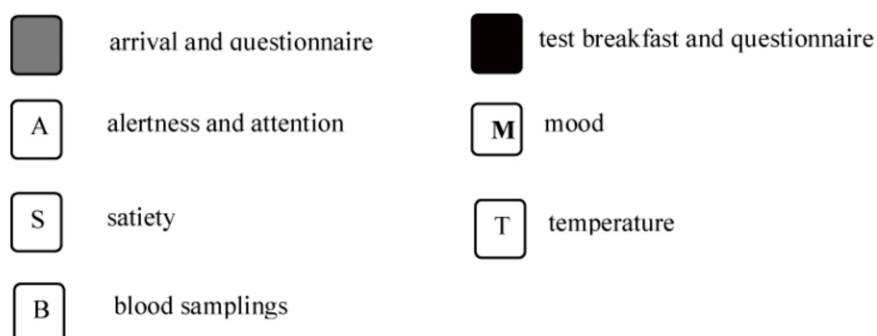 arrival and questionnaire
test breakfast and questionnaire
A alertness and attention
M mood
S satiety
T temperature
B blood samplings